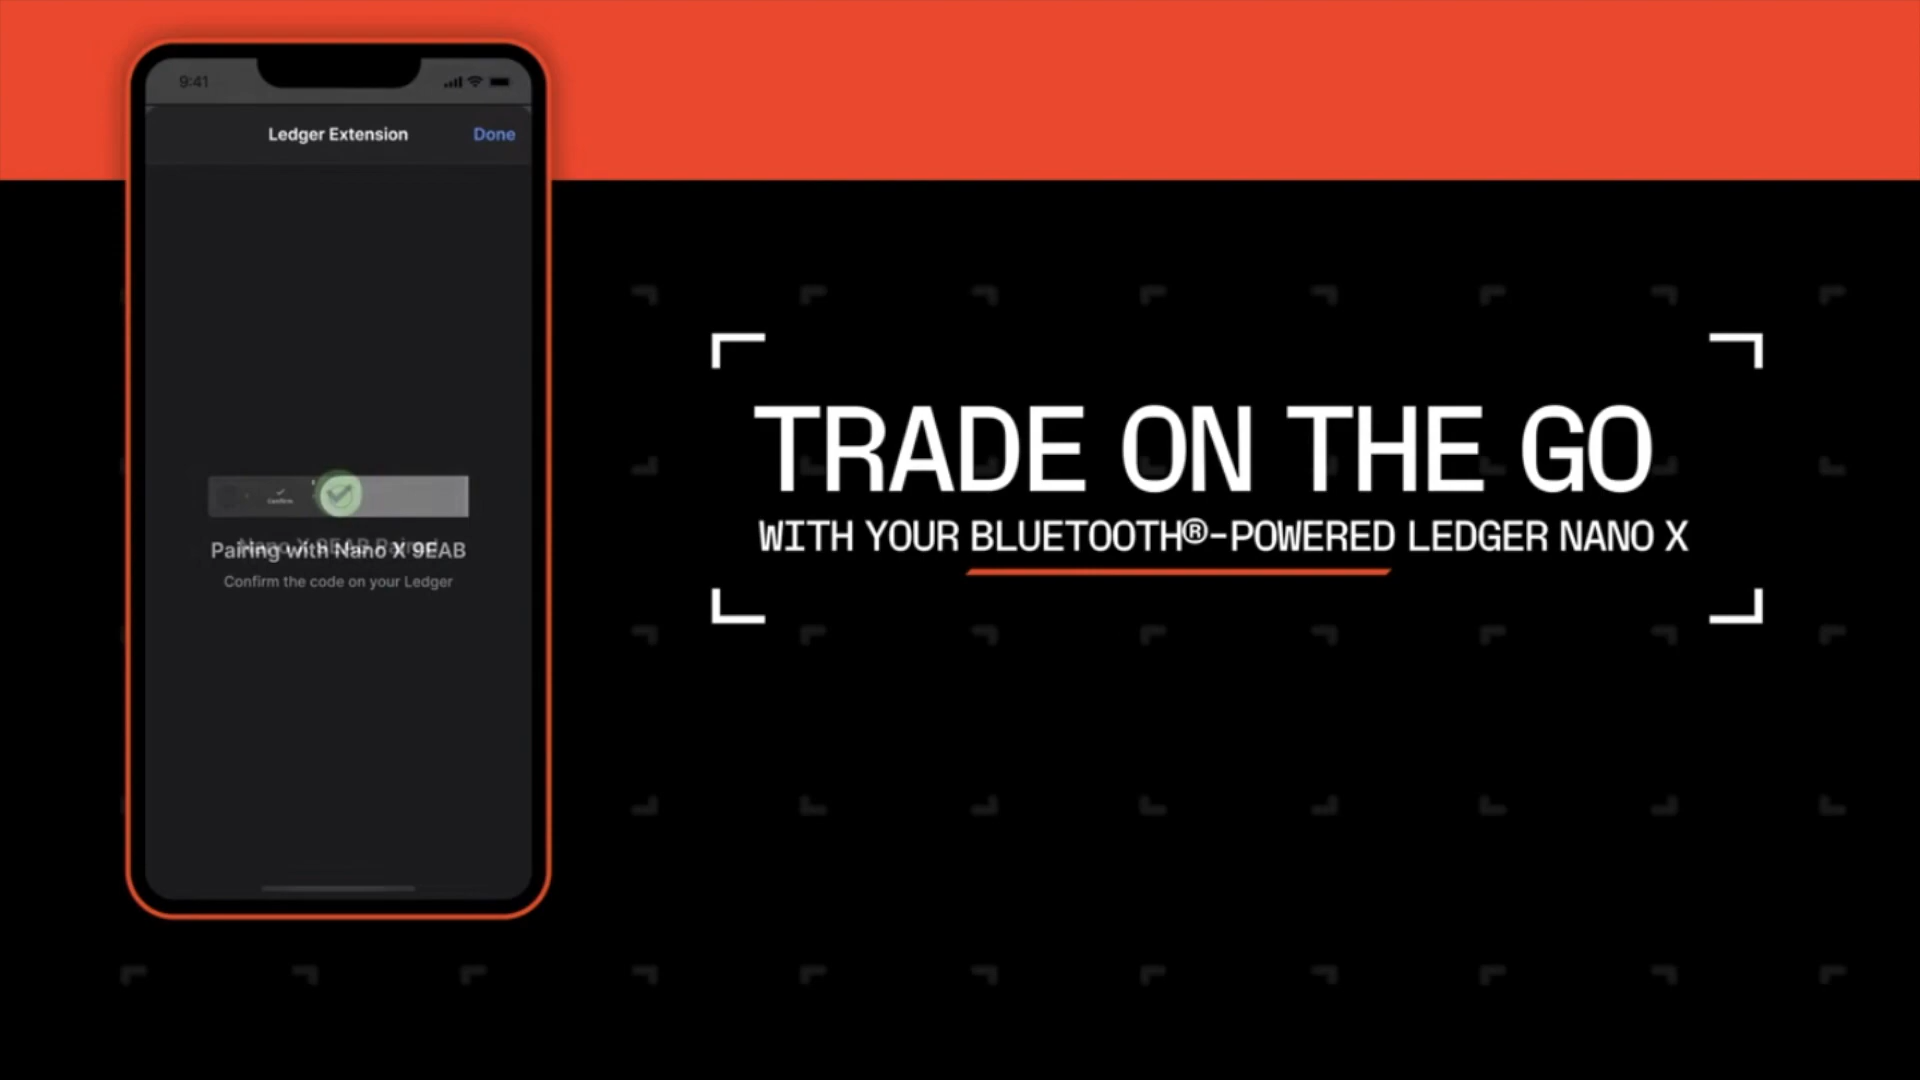 9:41
Ledger Extension
Done
Confirm
Pairing with Nano X 9EAB
Confirm the code on your Ledger
TRADE ON THE GO
WITH YOUR BLUETOOTH®-POWERED LEDGER NANO X